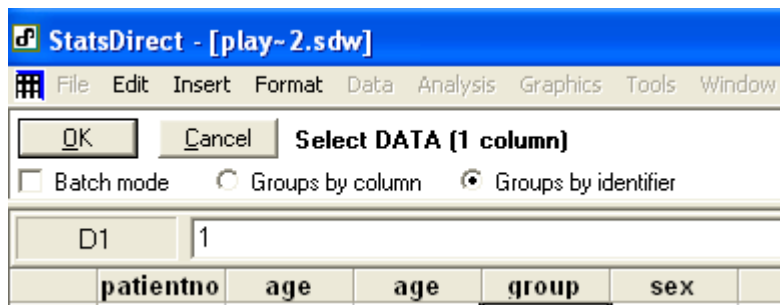 StatsDirect - [play~2.sdw]
File Edit Insert Format Data Analysis Graphics Tools Window
OK Cancel Select DATA (1 column)
Batch mode Groups by column Groups by identifier
D1 1
patientno age age group sex